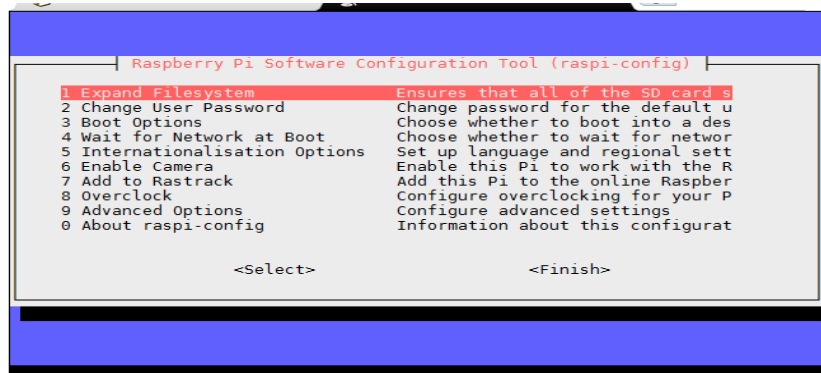 Raspberry Pi Software Configuration Tool (raspi-config)
1 Expand Filesystem Ensures that all of the SD card s
2 Change User Password Change password for the default u
3 Boot Options Choose whether to boot into a des
4 Wait for Network at Boot Choose whether to wait for networ
5 Internationalisation Options Set up language and regional sett
6 Enable Camera Enable this Pi to work with the R
7 Add to Rastrack Add this Pi to the online Raspber
8 Overclock Configure overclocking for your P
9 Advanced Options Configure advanced settings
0 About raspi-config Information about this configurat
<Select> <Finish>